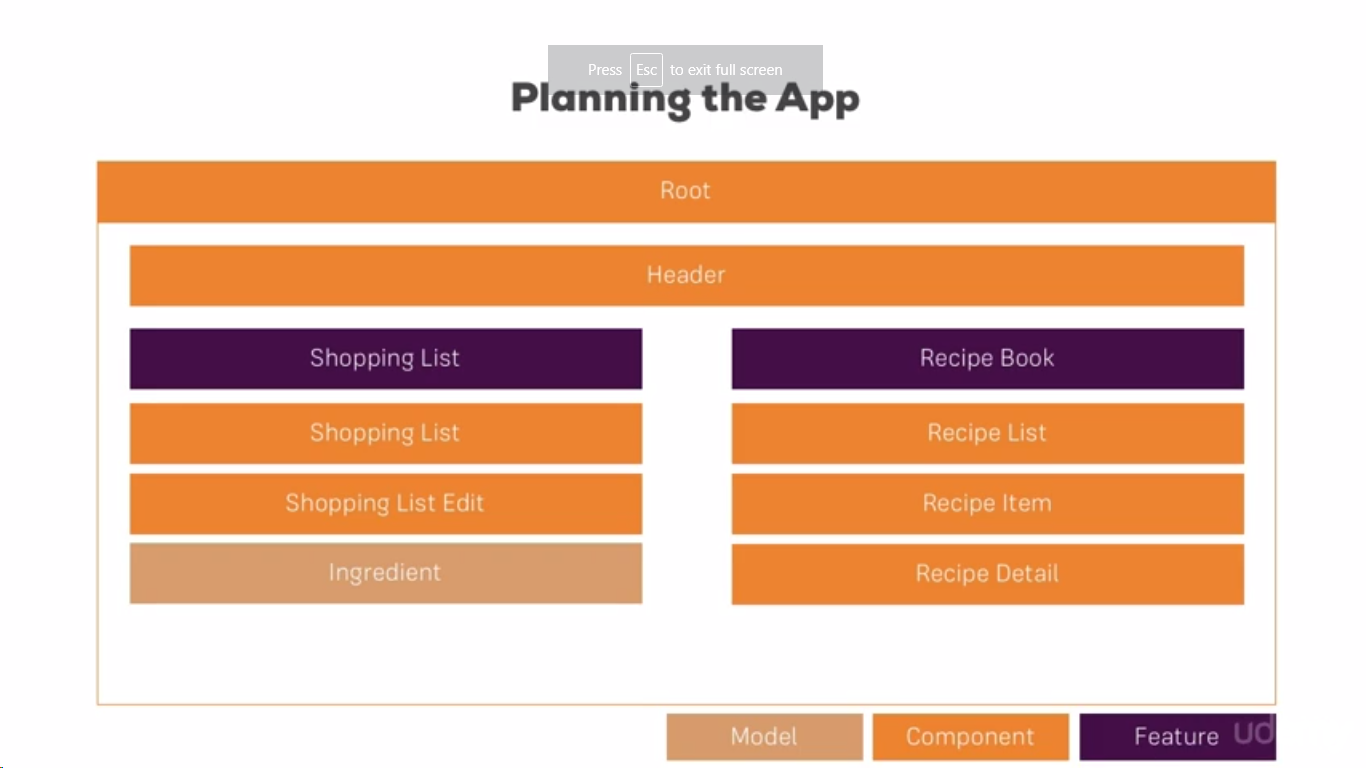 Press Esc to exit full screen
Planning the App
Root
Header
Shopping List
Recipe Book
Shopping List
Recipe List
Shopping List Edit
Recipe Item
Ingredient
Recipe Detail
Model
Component
Feature